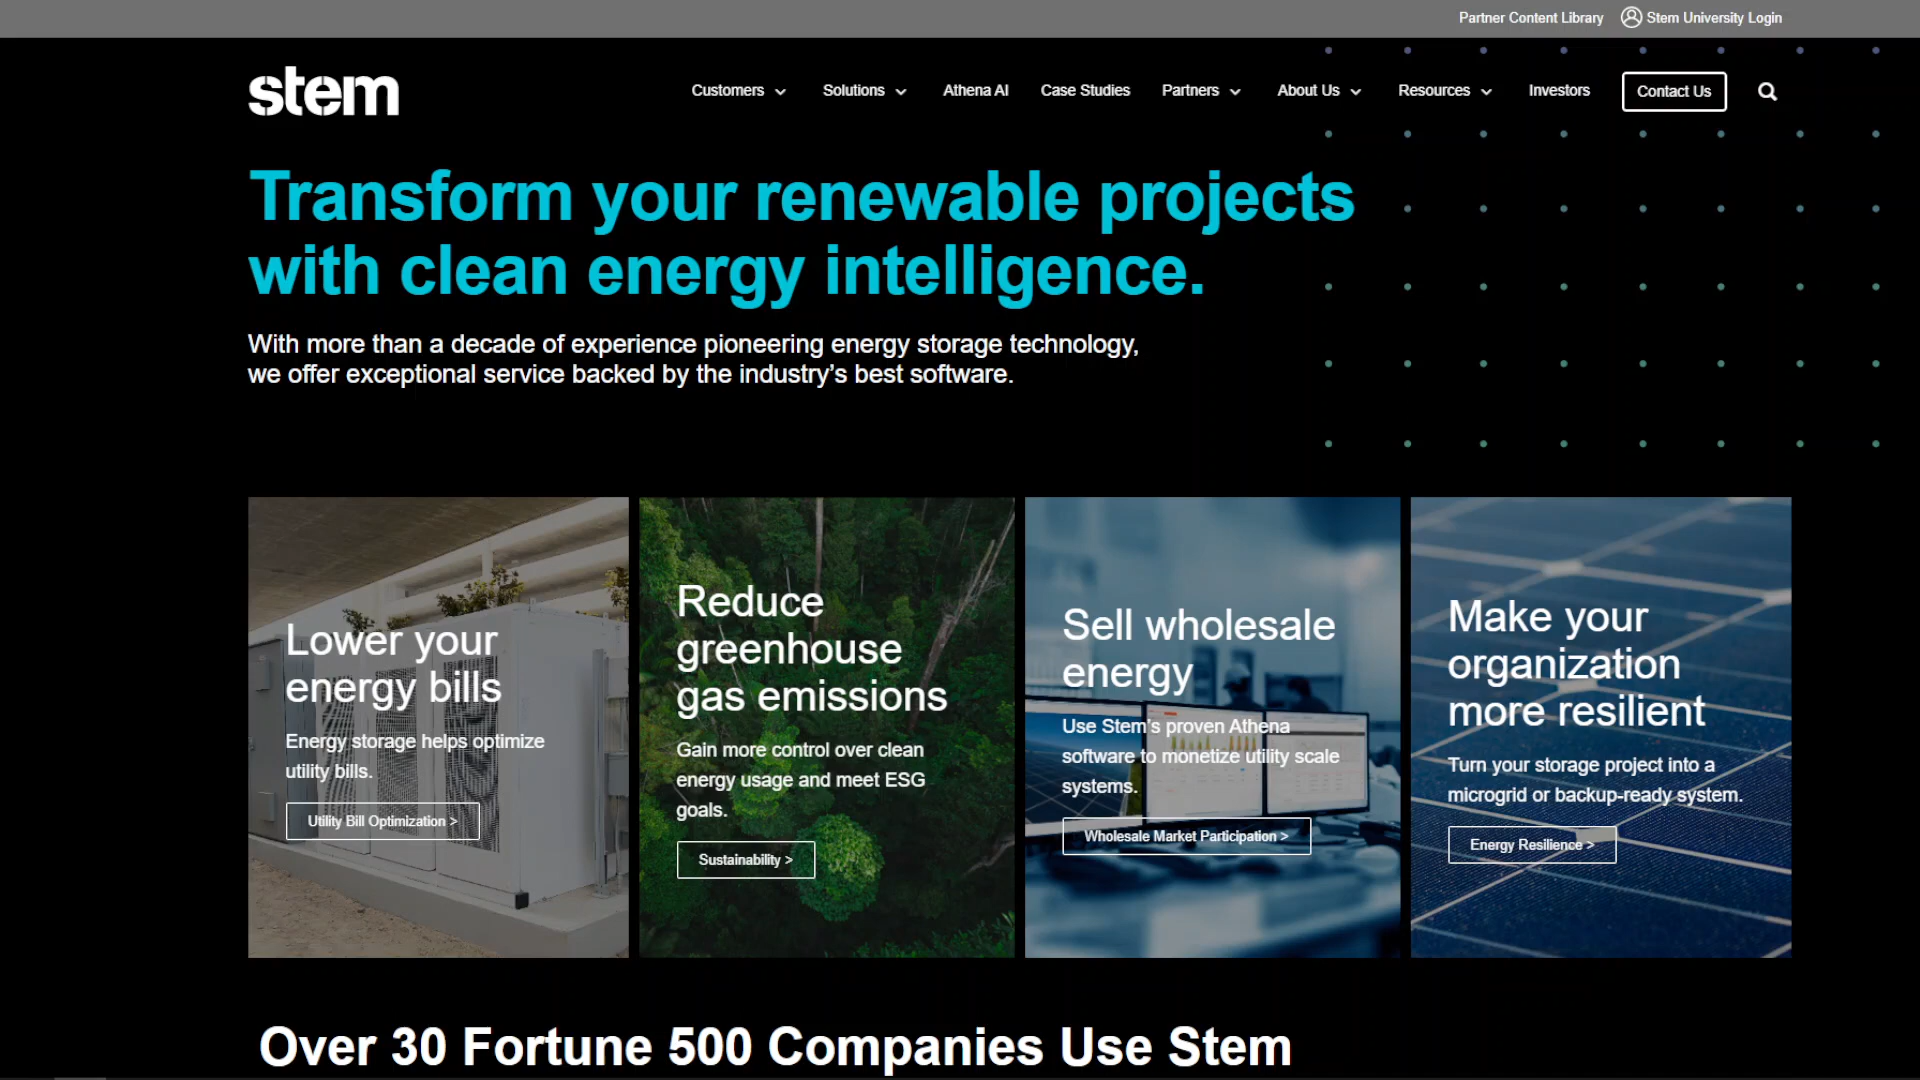 Partner Content Library
Stem University Login
stem
Customers
Solutions
Athena AI
Case Studies
Partners
About Us
Resources
Investors
Contact Us
Transform your renewable projects
with clean energy intelligence.
With more than a decade of experience pioneering energy storage technology,
we offer exceptional service backed by the industry’s best software.
Lower your
energy bills
Energy storage helps optimize
utility bills.
Utility Bill Optimization >
Reduce
greenhouse
gas emissions
Gain more control over clean
energy usage and meet ESG
goals.
Sustainability >
Sell wholesale
energy
Use Stem’s proven Athena
software to monetize utility scale
systems.
Wholesale Market Participation >
Make your
organization
more resilient
Turn your storage project into a
microgrid or backup-ready system.
Energy Resilience >
Over 30 Fortune 500 Companies Use Stem